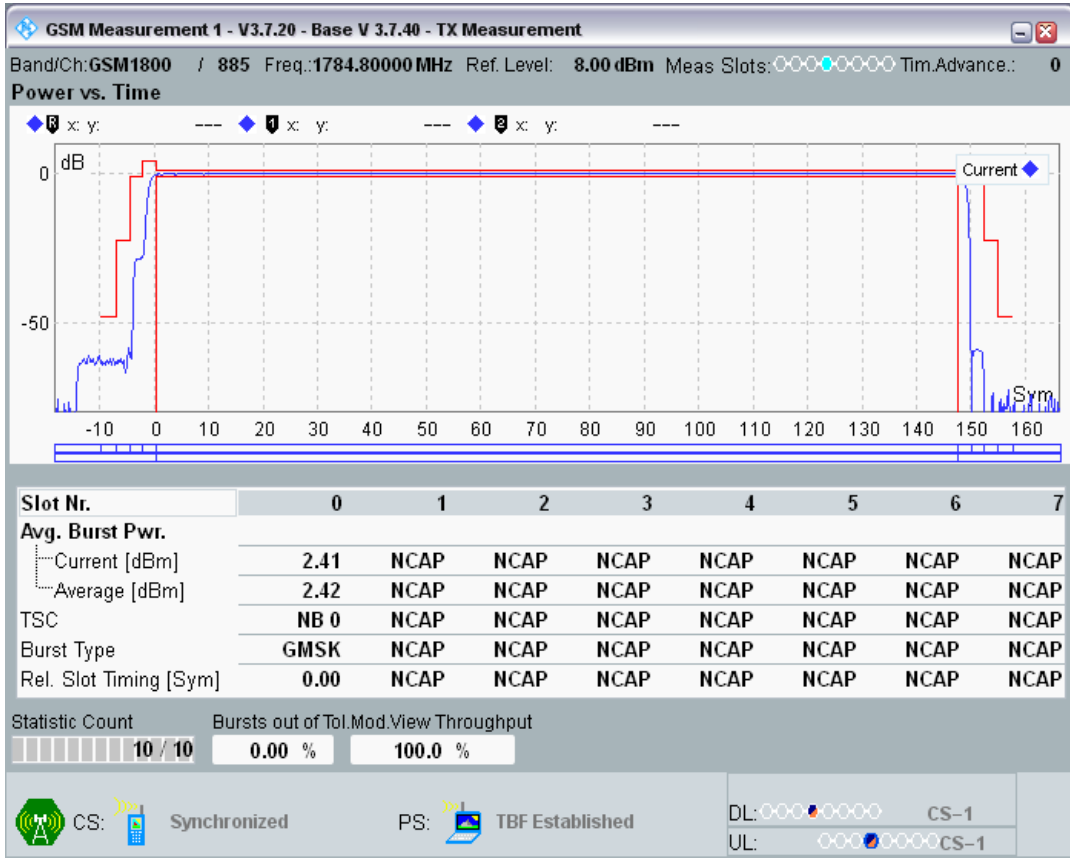 GSM Measurement 1 - V3.7.20 - Base V 3.7.40 - TX Measurement
Band/Ch:GSM1800 / 885 Freq.:1784.80000 MHz Ref. Level: 8.00 dBm Meas Slots: Tim.Advance.: 0
Power vs. Time
R x: y: --- 1 x: y: --- 2 x: y: ---
dB
0
Current
-50
Sym
-10 0 10 20 30 40 50 60 70 80 90 100 110 120 130 140 150 160
Slot Nr. 0 1 2 3 4 5 6 7
Avg. Burst Pwr.
Current [dBm] 2.41 NCAP NCAP NCAP NCAP NCAP NCAP NCAP
Average [dBm] 2.42 NCAP NCAP NCAP NCAP NCAP NCAP NCAP
TSC NB 0 NCAP NCAP NCAP NCAP NCAP NCAP NCAP
Burst Type GMSK NCAP NCAP NCAP NCAP NCAP NCAP NCAP
Rel. Slot Timing [Sym] 0.00 NCAP NCAP NCAP NCAP NCAP NCAP NCAP
Statistic Count Bursts out of Tol.Mod.View Throughput
10 / 10 0.00 % 100.0 %
CS: Synchronized PS: TBF Established
DL: CS-1
UL: CS-1